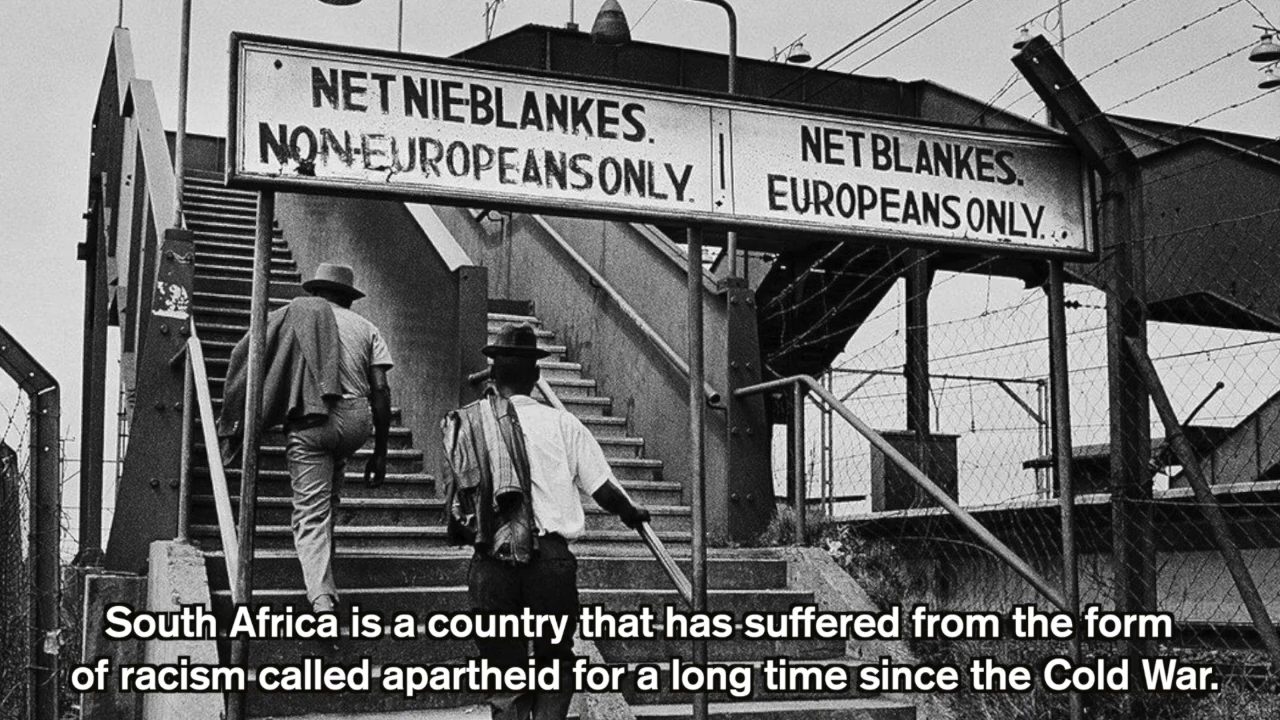 NET NIE-BLANKES.
NON-EUROPEANS ONLY.
NET BLANKES.
EUROPEANS ONLY.
South Africa is a country that has suffered from the form
of racism called apartheid for a long time since the Cold War.